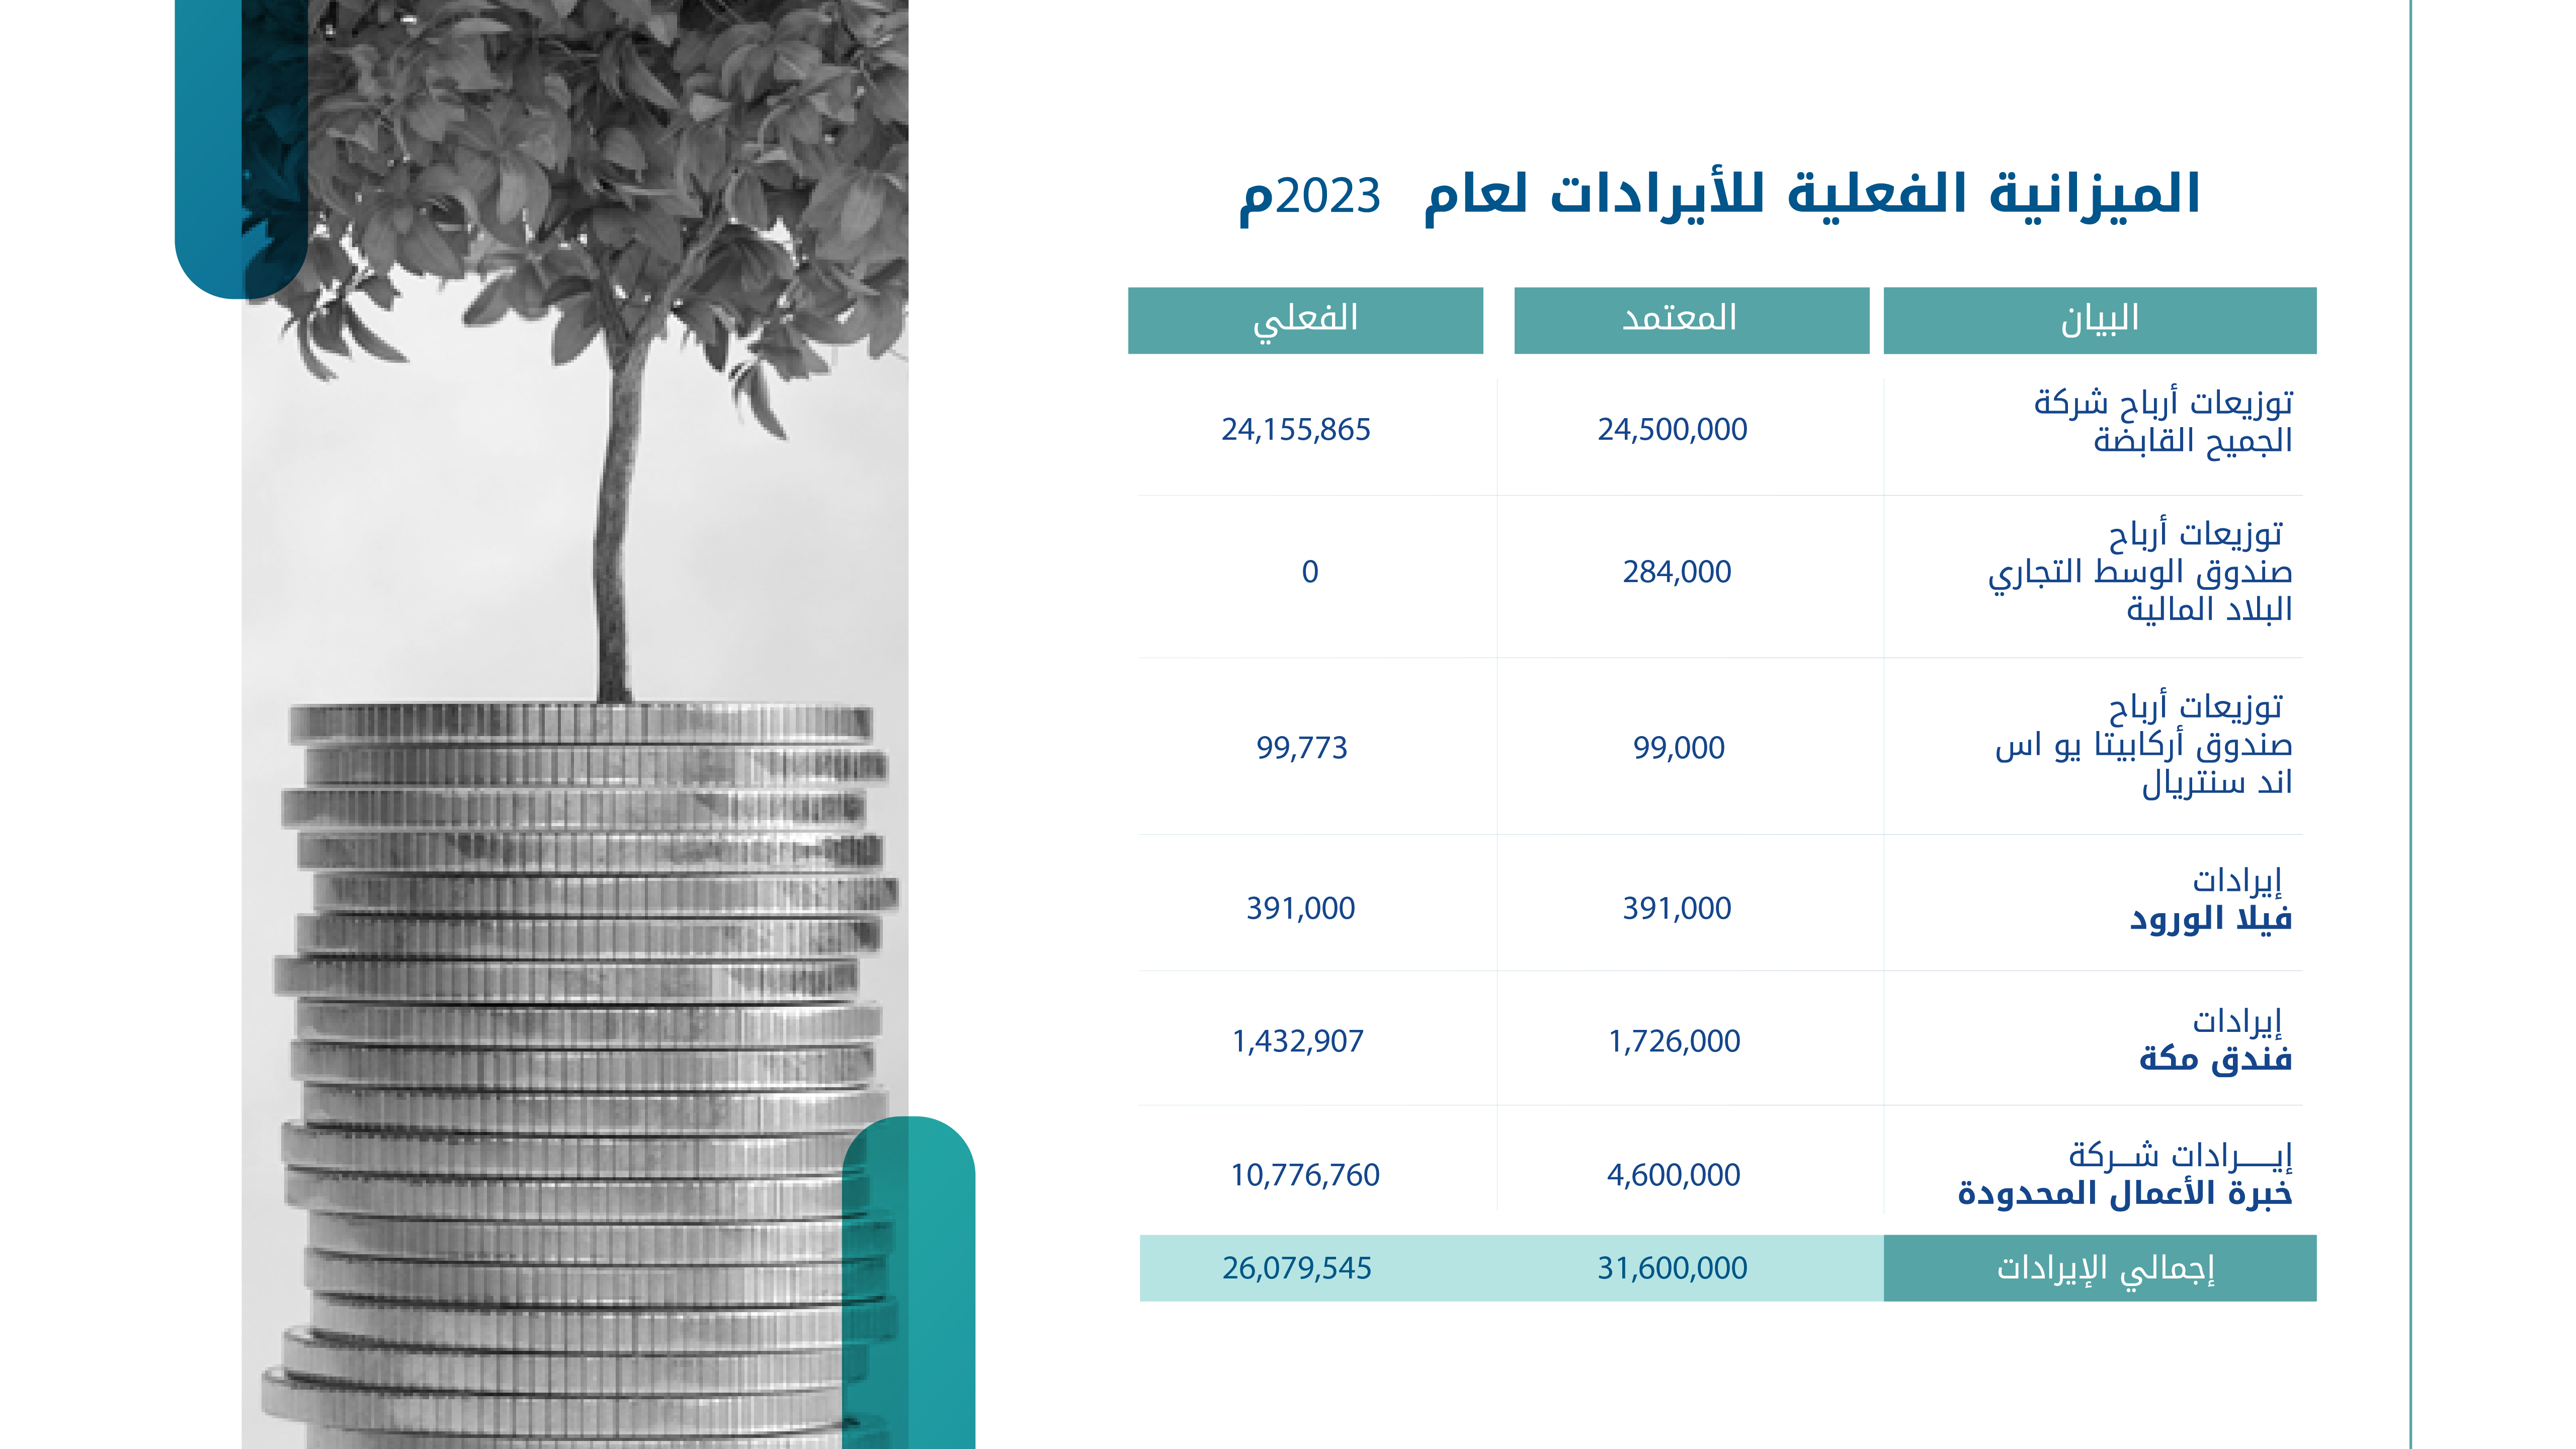 الميزانية الفعلية للأيرادات لعام 2023م
البيان المعتمد الفعلي
توزيعات أرباح شركة
الجميح القابضة
24,500,000 24,155,865
توزيعات أرباح
صندوق الوسط التجاري
البلاد المالية
284,000 0
توزيعات أرباح
صندوق أركابيتا يو اس
اند سنتريال
99,000 99,773
إيرادات
فيلا الورود
391,000 391,000
إيرادات
فندق مكة
1,726,000 1,432,907
إيـــرادات شــركة
خبرة الأعمال المحدودة
4,600,000 10,776,760
إجمالي الإيرادات 31,600,000 26,079,545